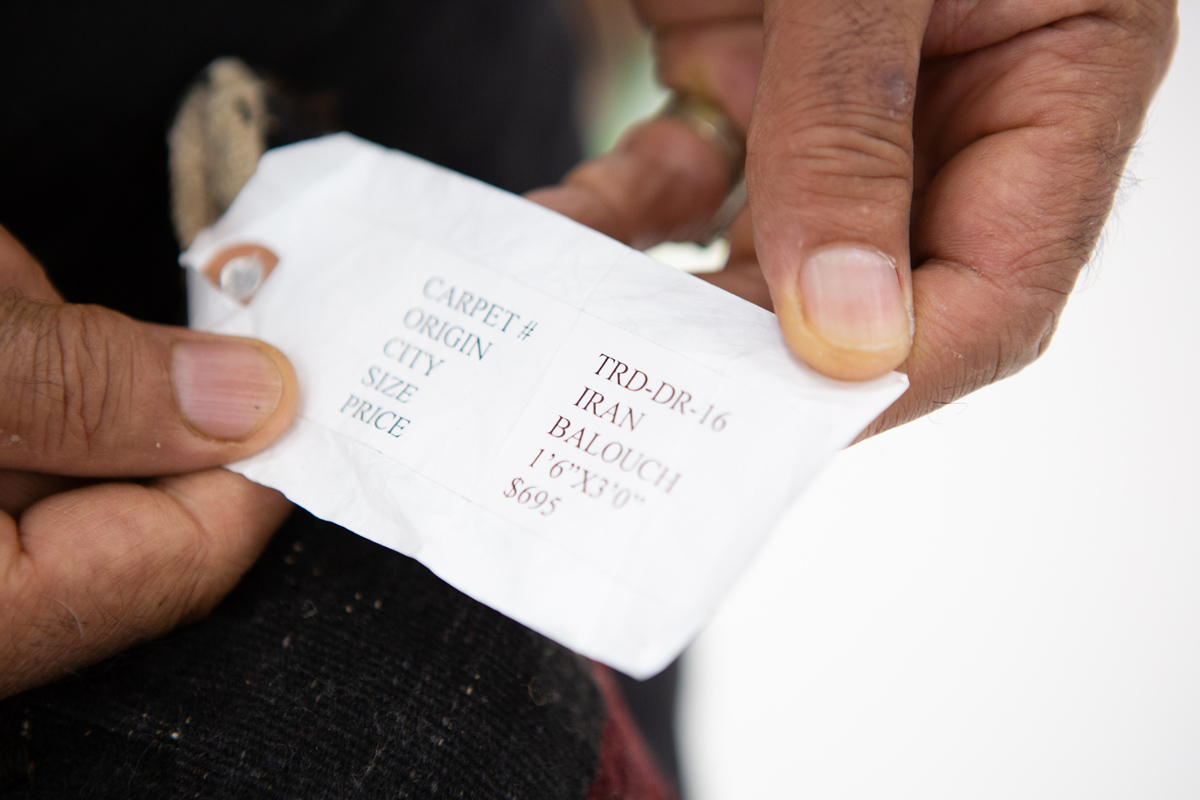 CARPET # TRD-DR-16
ORIGIN IRAN
CITY BALOUCH
SIZE 1’6”X3’0”
PRICE $695